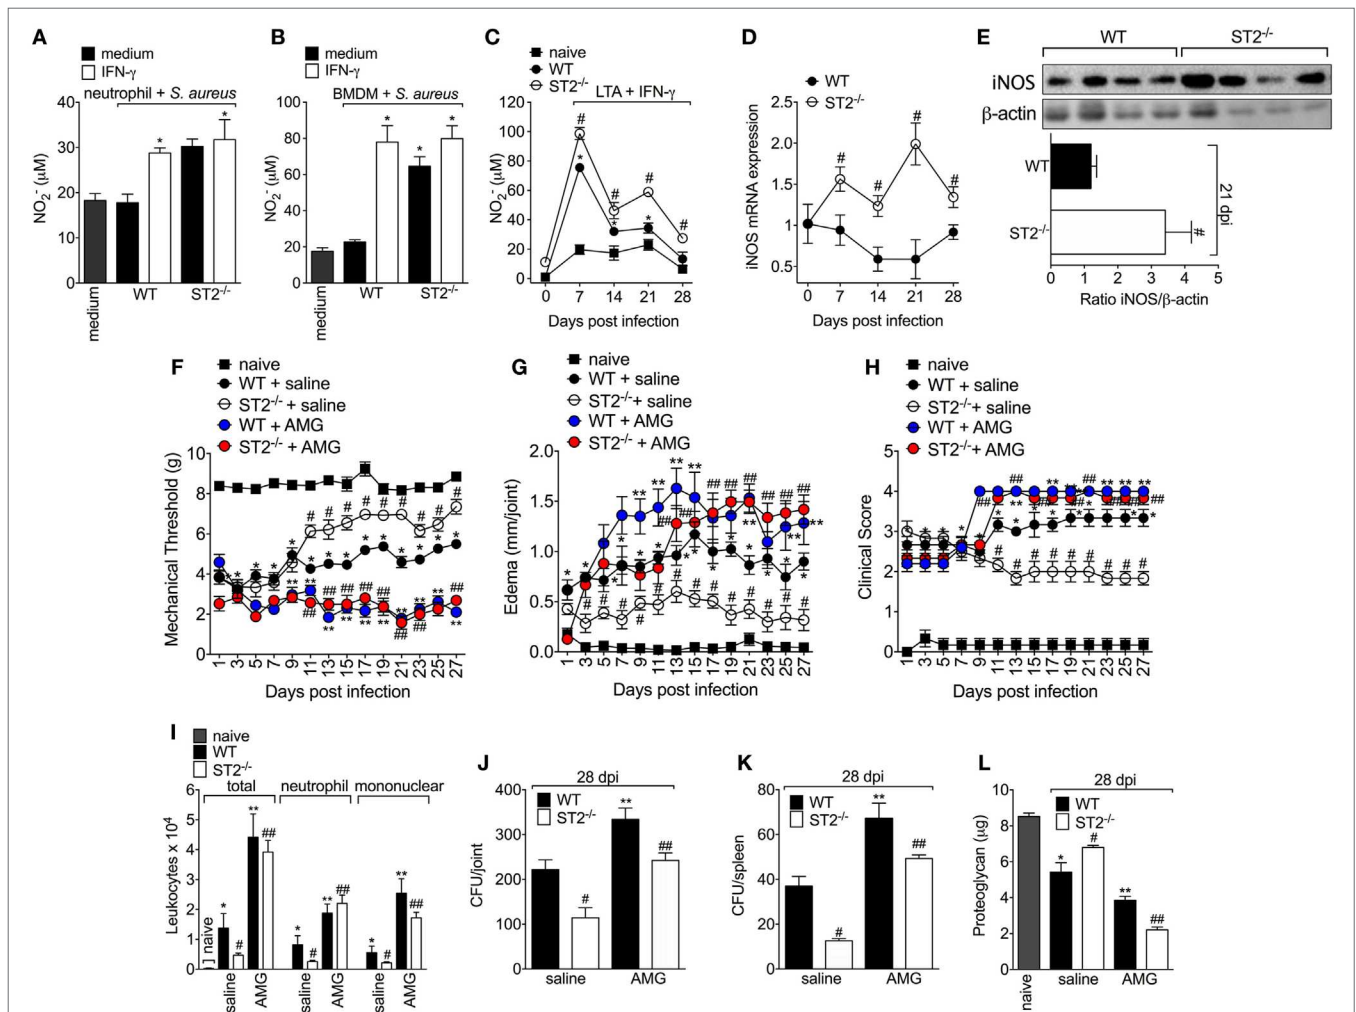 A
medium
IFN-γ
neutrophil + S. aureus
NO2- (μM)
40
30
20
10
0
medium
WT
ST2-/-
B
medium
IFN-γ
BMDM + S. aureus
NO2- (μM)
100
80
60
40
20
0
medium
WT
ST2-/-
C
naive
WT
ST2-/-
LTA + IFN-γ
NO2- (μM)
120
100
80
60
40
20
0
0 7 14 21 28
Days post infection
D
WT
ST2-/-
iNOS mRNA expression
2.5
2.0
1.5
1.0
0.5
0 7 14 21 28
Days post infection
E
WT ST2-/-
iNOS
β-actin
WT
ST2-/-
21 dpi
0 1 2 3 4 5
Ratio iNOS/β-actin
F
naive
WT + saline
ST2-/- + saline
WT + AMG
ST2-/- + AMG
Mechanical Threshold (g)
10
8
6
4
2
0
1 3 5 7 9 11 13 15 17 19 21 23 25 27
Days post infection
G
naive
WT + saline
ST2-/-+ saline
WT + AMG
ST2-/- + AMG
Edema (mm/joint)
2.0
1.5
1.0
0.5
0.0
1 3 5 7 9 11 13 15 17 19 21 23 25 27
Days post infection
H
naive
WT + saline
ST2-/- + saline
WT + AMG
ST2-/- + AMG
Clinical Score
5
4
3
2
1
0
1 3 5 7 9 11 13 15 17 19 21 23 25 27
Days post infection
I
naive
WT
ST2-/-
total neutrophil mononuclear
Leukocytes x 10^4
6
5
4
3
2
1
0
] naive
saline AMG saline AMG saline AMG
J
28 dpi
WT
ST2-/-
CFU/joint
400
300
200
100
0
saline AMG
K
28 dpi
WT
ST2-/-
CFU/spleen
80
60
40
20
0
saline AMG
L
28 dpi
WT
ST2-/-
Proteoglycan (μg)
10
8
6
4
2
0
naive
saline AMG